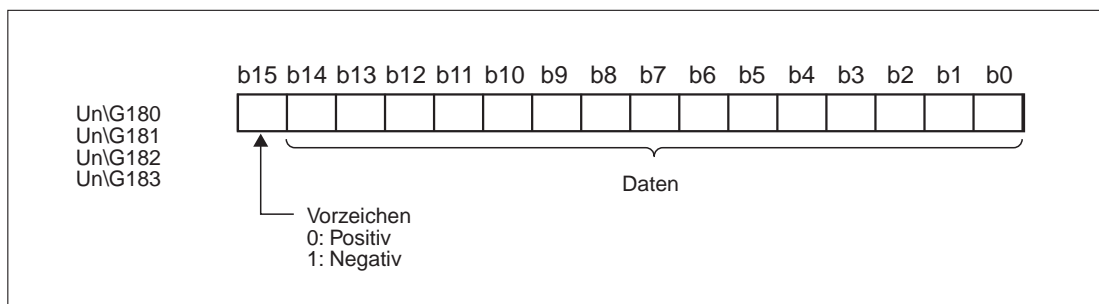 b15 b14 b13 b12 b11 b10 b9 b8 b7 b6 b5 b4 b3 b2 b1 b0
Un\G180
Un\G181
Un\G182
Un\G183
Daten
Vorzeichen
0: Positiv
1: Negativ